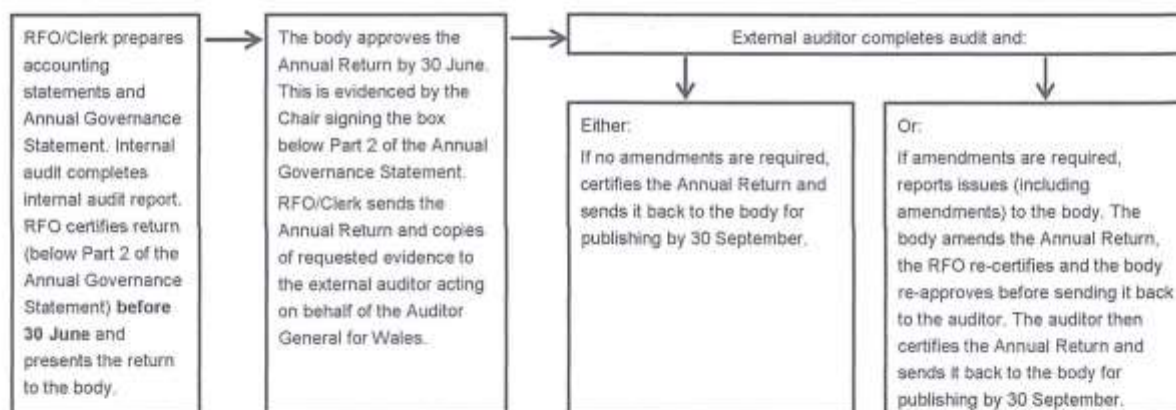 RFO/Clerk prepares
accounting
statements and
Annual Governance
Statement. Internal
audit completes
internal audit report.
RFO certifies return
(below Part 2 of the
Annual Governance
Statement) before
30 June and
presents the return
to the body.
The body approves the
Annual Return by 30 June.
This is evidenced by the
Chair signing the box
below Part 2 of the Annual
Governance Statement.
RFO/Clerk sends the
Annual Return and copies
of requested evidence to
the external auditor acting
on behalf of the Auditor
General for Wales.
External auditor completes audit and:
Either:
If no amendments are required,
certifies the Annual Return and
sends it back to the body for
publishing by 30 September.
Or:
If amendments are required,
reports issues (including
amendments) to the body. The
body amends the Annual Return,
the RFO re-certifies and the body
re-approves before sending it back
to the auditor. The auditor then
certifies the Annual Return and
sends it back to the body for
publishing by 30 September.